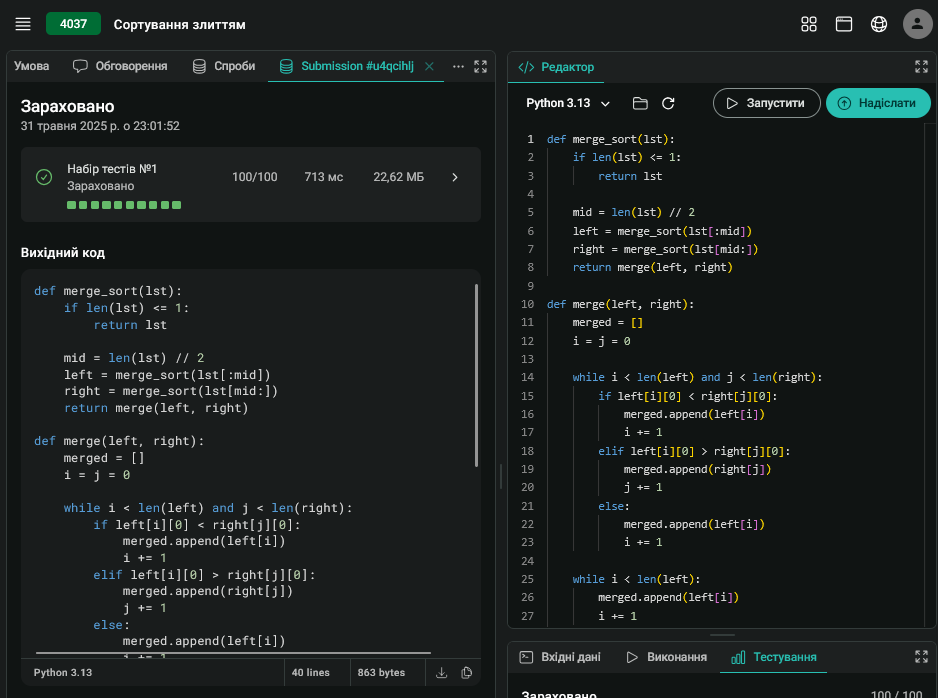 4037 Сортування злиттям
Умова Обговорення Спроби Submission #u4qcihlj
Зараховано
31 травня 2025 р. о 23:01:52
Набір тестів №1
Зараховано
100/100 713 мс 22,62 МБ
Вихідний код
def merge_sort(lst):
    if len(lst) <= 1:
        return lst

    mid = len(lst) // 2
    left = merge_sort(lst[:mid])
    right = merge_sort(lst[mid:])
    return merge(left, right)

def merge(left, right):
    merged = []
    i = j = 0

    while i < len(left) and j < len(right):
        if left[i][0] < right[j][0]:
            merged.append(left[i])
            i += 1
        elif left[i][0] > right[j][0]:
            merged.append(right[j])
            j += 1
        else:
            merged.append(left[i])
            i += 1
Python 3.13 40 lines 863 bytes
Редактор
Python 3.13 Запустити Надіслати
1 def merge_sort(lst):
2     if len(lst) <= 1:
3         return lst
4
5     mid = len(lst) // 2
6     left = merge_sort(lst[:mid])
7     right = merge_sort(lst[mid:])
8     return merge(left, right)
9
10 def merge(left, right):
11     merged = []
12     i = j = 0
13
14     while i < len(left) and j < len(right):
15         if left[i][0] < right[j][0]:
16             merged.append(left[i])
17             i += 1
18         elif left[i][0] > right[j][0]:
19             merged.append(right[j])
20             j += 1
21         else:
22             merged.append(left[i])
23             i += 1
24
25     while i < len(left):
26         merged.append(left[i])
27         i += 1
Вхідні дані Виконання Тестування
Зараховано 100 / 100